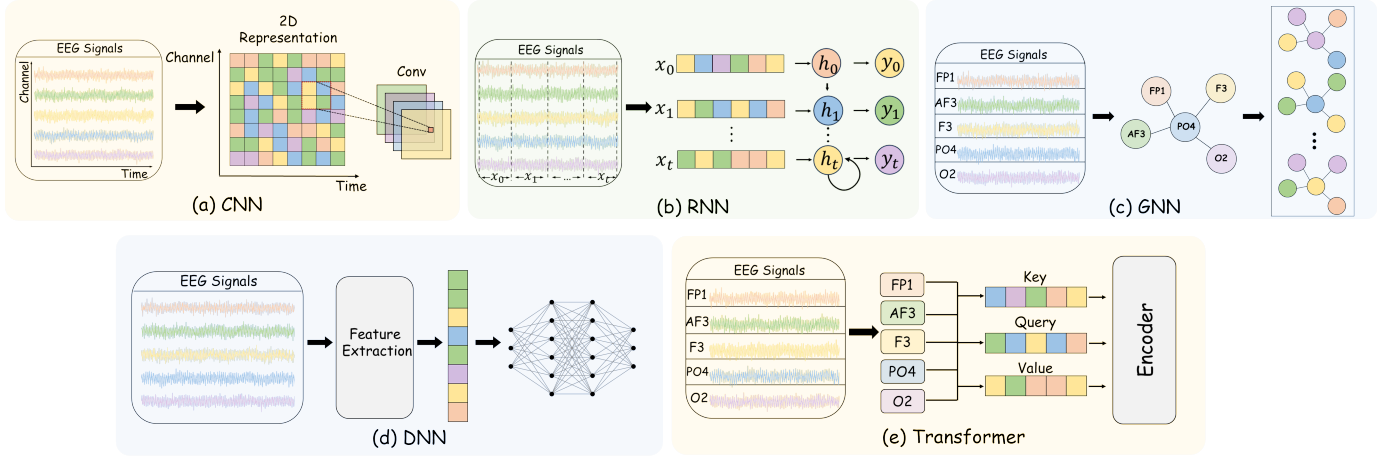 EEG Signals
Channel
Time
2D
Representation
Channel
Time
Conv
(a) CNN
EEG Signals
x₀
x₁
...
xₜ
x₀
x₁
⋮
xₜ
h₀
h₁
⋮
hₜ
y₀
y₁
⋮
yₜ
(b) RNN
EEG Signals
FP1
AF3
F3
PO4
O2
FP1
F3
AF3
PO4
O2
(c) GNN
EEG Signals
Feature
Extraction
(d) DNN
EEG Signals
FP1
AF3
F3
PO4
O2
FP1
AF3
F3
PO4
O2
Key
Query
Value
Encoder
(e) Transformer